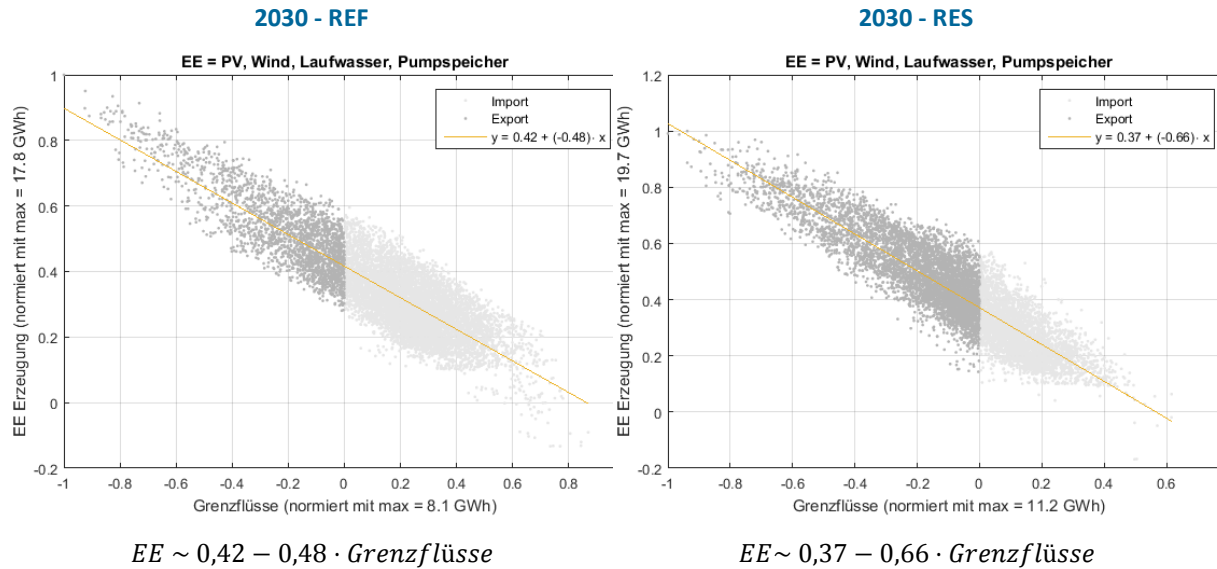 2030 - REF
EE = PV, Wind, Laufwasser, Pumpspeicher
Import
Export
y = 0.42 + (-0.48)· x
EE Erzeugung (normiert mit max = 17.8 GWh)
1
0.8
0.6
0.4
0.2
0
-0.2
-1 -0.8 -0.6 -0.4 -0.2 0 0.2 0.4 0.6 0.8
Grenzflüsse (normiert mit max = 8.1 GWh)
EE ~ 0,42 − 0,48 · Grenzflüsse
2030 - RES
EE = PV, Wind, Laufwasser, Pumpspeicher
Import
Export
y = 0.37 + (-0.66)· x
EE Erzeugung (normiert mit max = 19.7 GWh)
1.2
1
0.8
0.6
0.4
0.2
0
-0.2
-1 -0.8 -0.6 -0.4 -0.2 0 0.2 0.4 0.6
Grenzflüsse (normiert mit max = 11.2 GWh)
EE~ 0,37 − 0,66 · Grenzflüsse